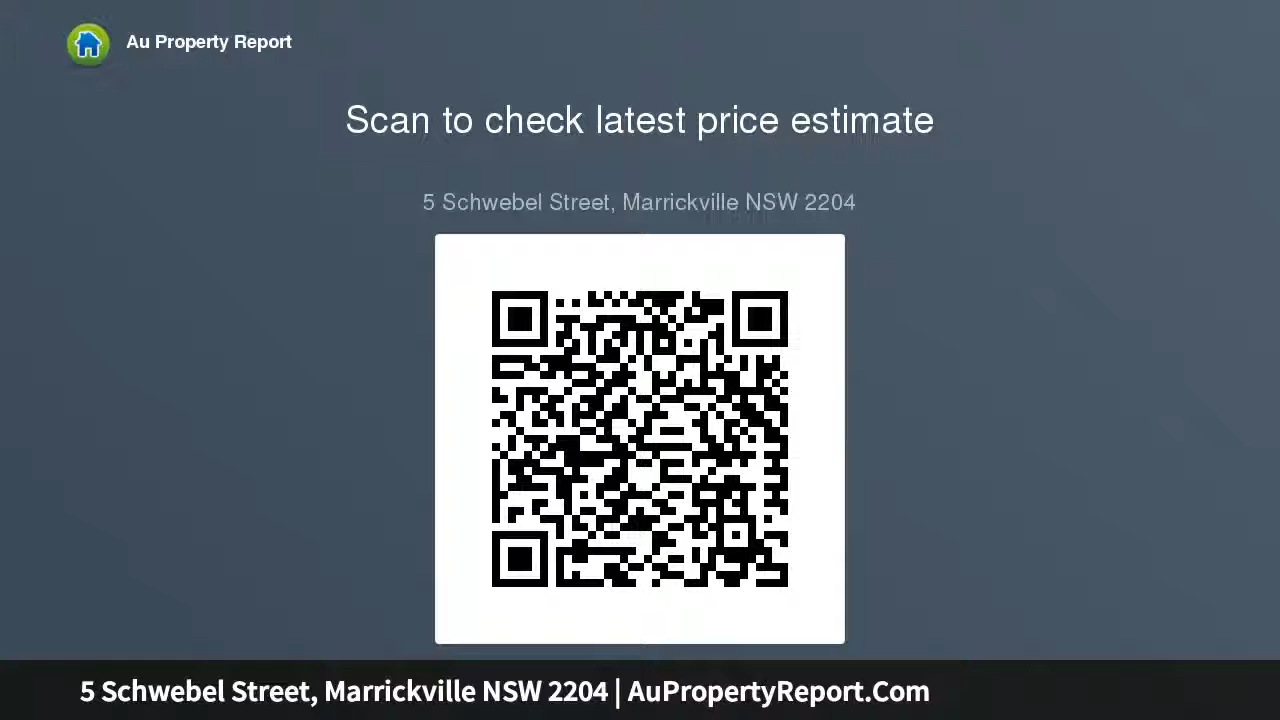 Au Property Report
Scan to check latest price estimate
5 Schwebel Street, Marrickville NSW 2204
5 Schwebel Street, Marrickville NSW 2204 | AuPropertyReport.Com